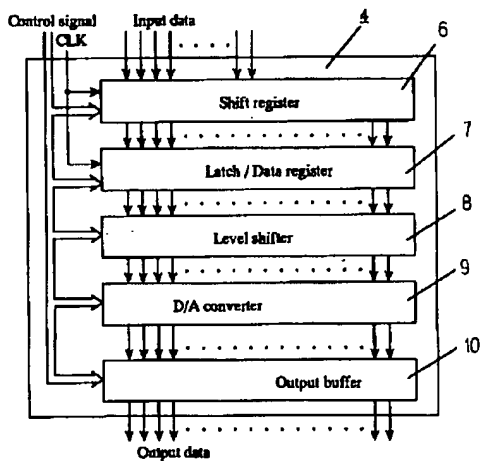 Control signal
Input data
CLK
4
6
Shift register
7
Latch / Data register
8
Level shifter
9
D/A converter
10
Output buffer
Output data